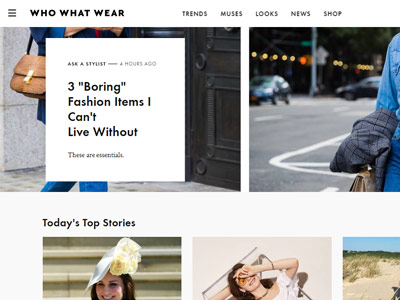 WHO WHAT WEAR
TRENDS MUSES LOOKS NEWS SHOP
ASK A STYLIST — 4 HOURS AGO
3 "Boring"
Fashion Items I
Can't
Live Without
These are essentials.
Today's Top Stories